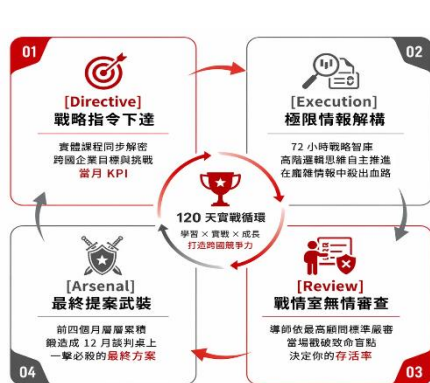 01
[Directive]
戰略指令下達
實體課程同步解密
跨國企業目標與挑戰
當月 KPI
02
[Execution]
極限情報解構
72 小時戰略智庫
高階邏輯思維自主推進
在龐雜情報中殺出血路
120 天實戰循環
學習 × 實戰 × 成長
打造跨國競爭力
[Arsenal]
最終提案武裝
前四個月層層累積
鍛造成 12 月談判桌上
一擊必殺的最終方案
04
[Review]
戰情室無情審查
導師依最高顧問標準嚴審
當場戳破致命盲點
決定你的存活率
03